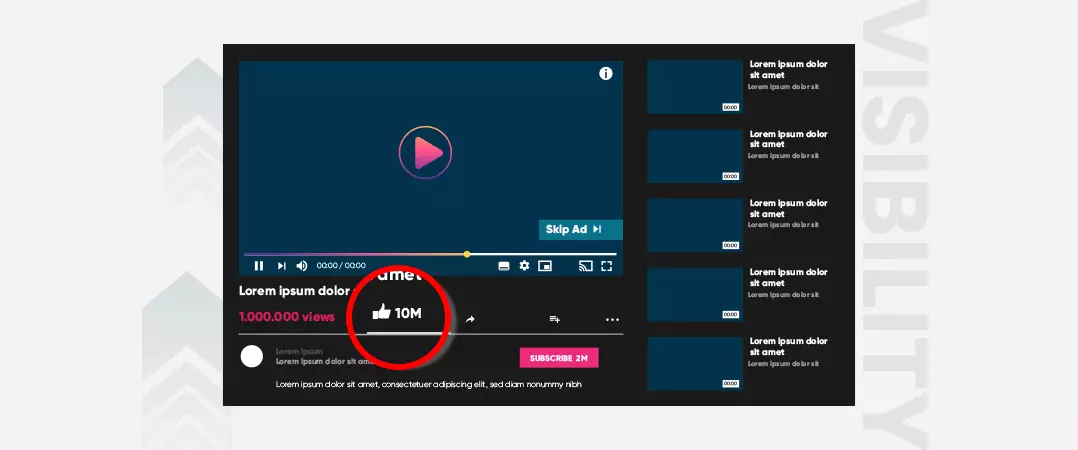 VISIBILITY
Skip Ad
00:00 / 00:00
amet
Lorem ipsum dolor s
1.000.000 views
10M
Lorem ipsum
Lorem ipsum dolor sit am
SUBSCRIBE 2M
Lorem ipsum dolor sit amet, consectetuer adipiscing elit, sed diam nonummy nibh
Lorem ipsum dolor
sit amet
Lorem ipsum dolor sit
00:00
Lorem ipsum dolor
sit amet
Lorem ipsum dolor sit
00:00
Lorem ipsum dolor
sit amet
Lorem ipsum dolor sit
00:00
Lorem ipsum dolor
sit amet
Lorem ipsum dolor sit
00:00
Lorem ipsum dolor
sit amet
Lorem ipsum dolor sit
00:00